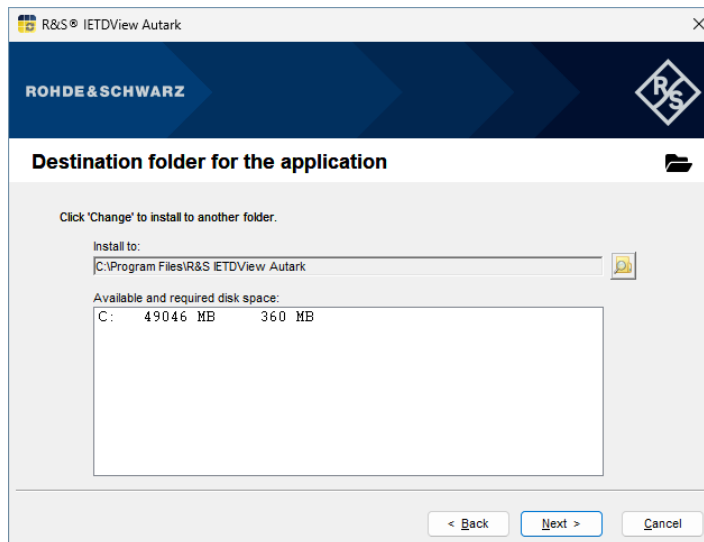 R&S® IETDView Autark
ROHDE&SCHWARZ
R S
Destination folder for the application
Click 'Change' to install to another folder.
Install to:
C:\Program Files\R&S IETDView Autark
Available and required disk space:
C: 49046 MB 360 MB
< Back Next > Cancel